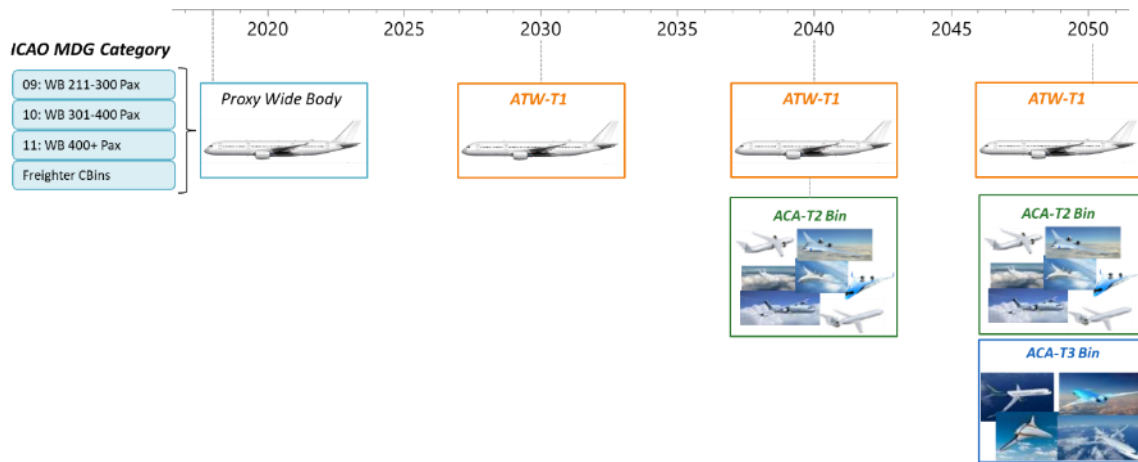 2020 2025 2030 2035 2040 2045 2050
ICAO MDG Category
09: WB 211-300 Pax
10: WB 301-400 Pax
11: WB 400+ Pax
Freighter CBins
Proxy Wide Body
ATW-T1
ATW-T1
ATW-T1
ACA-T2 Bin
ACA-T2 Bin
ACA-T3 Bin